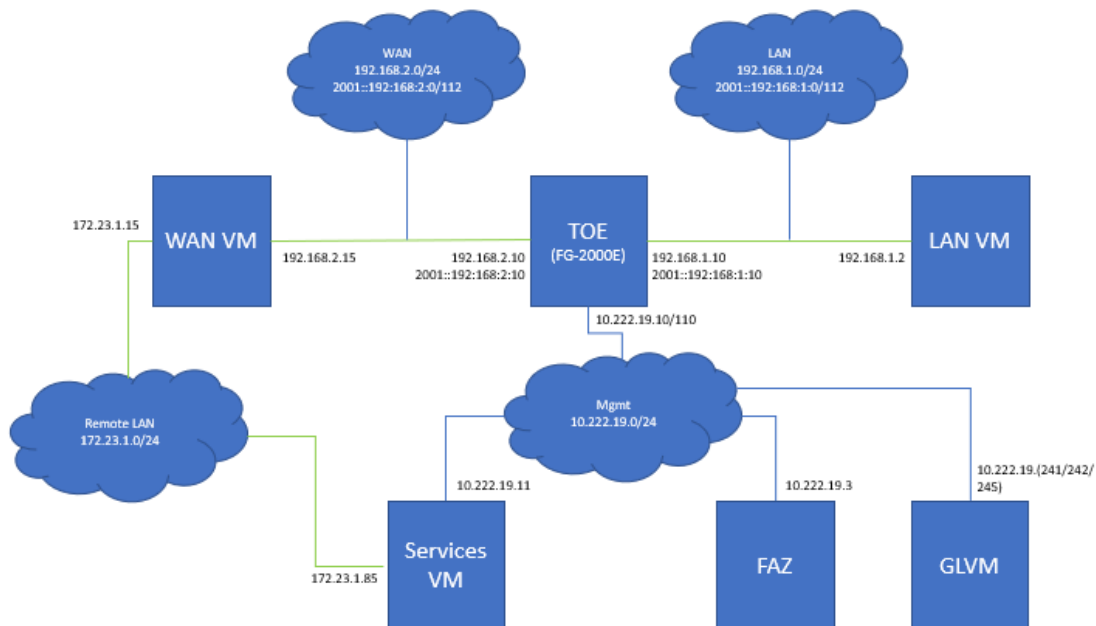 WAN
192.168.2.0/24
2001::192:168:2:0/112
LAN
192.168.1.0/24
2001::192:168:1:0/112
172.23.1.15
WAN VM
192.168.2.15
192.168.2.10
2001::192:168:2:10
TOE
(FG-2000E)
192.168.1.10
2001::192:168:1:10
192.168.1.2
LAN VM
10.222.19.10/110
Remote LAN
172.23.1.0/24
Mgmt
10.222.19.0/24
10.222.19.11
10.222.19.3
10.222.19.(241/242/
245)
172.23.1.85
Services
VM
FAZ
GLVM